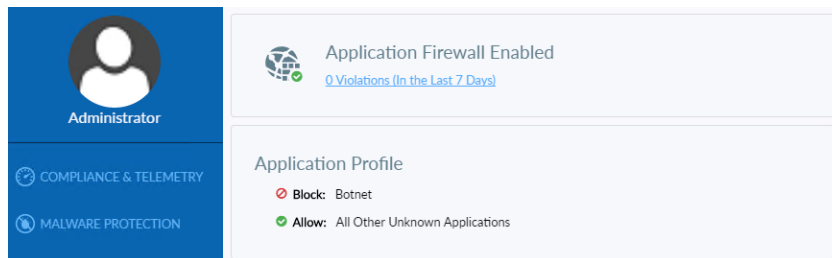 Administrator
COMPLIANCE & TELEMETRY
MALWARE PROTECTION
Application Firewall Enabled
0 Violations (In the Last 7 Days)
Application Profile
Block: Botnet
Allow: All Other Unknown Applications